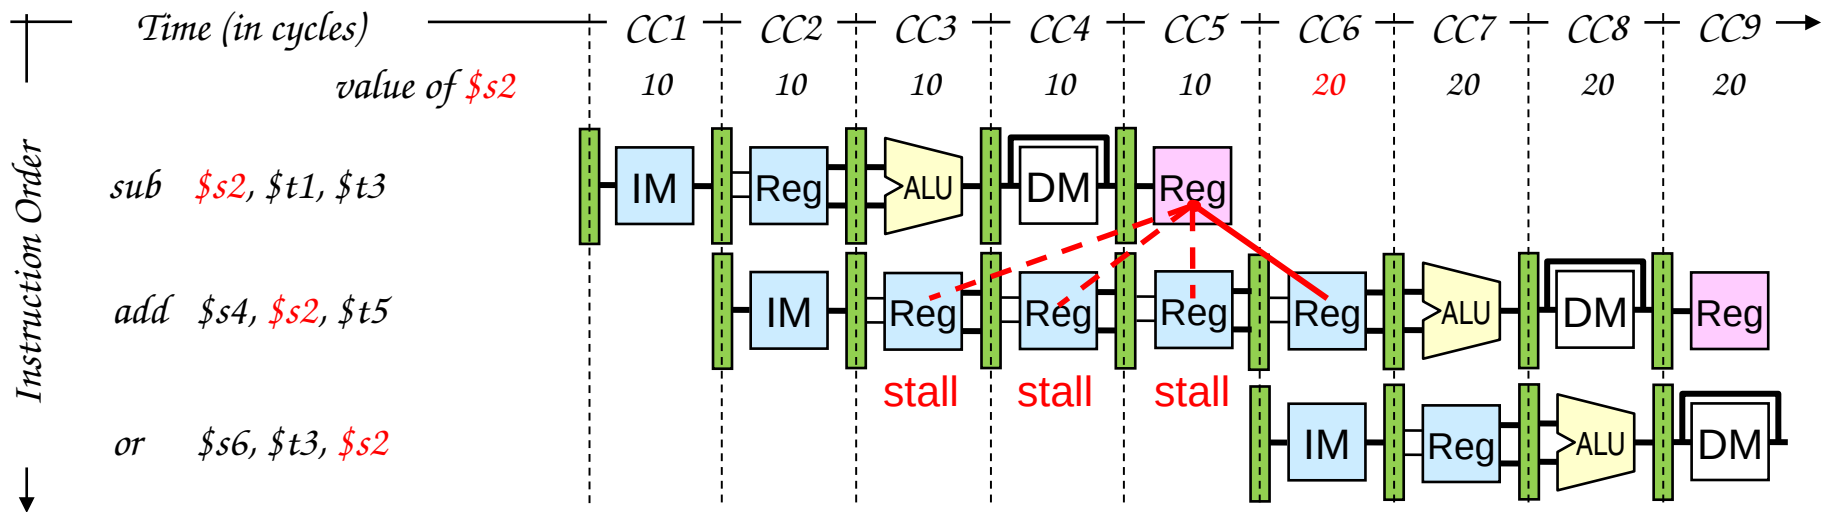 Time (in cycles) CC1 CC2 CC3 CC4 CC5 CC6 CC7 CC8 CC9
value of $s2 10 10 10 10 10 20 20 20 20
Instruction Order
sub $s2, $t1, $t3 IM Reg ALU DM Reg
add $s4, $s2, $t5 IM Reg Reg Reg Reg ALU DM Reg
stall stall stall
or $s6, $t3, $s2 IM Reg ALU DM